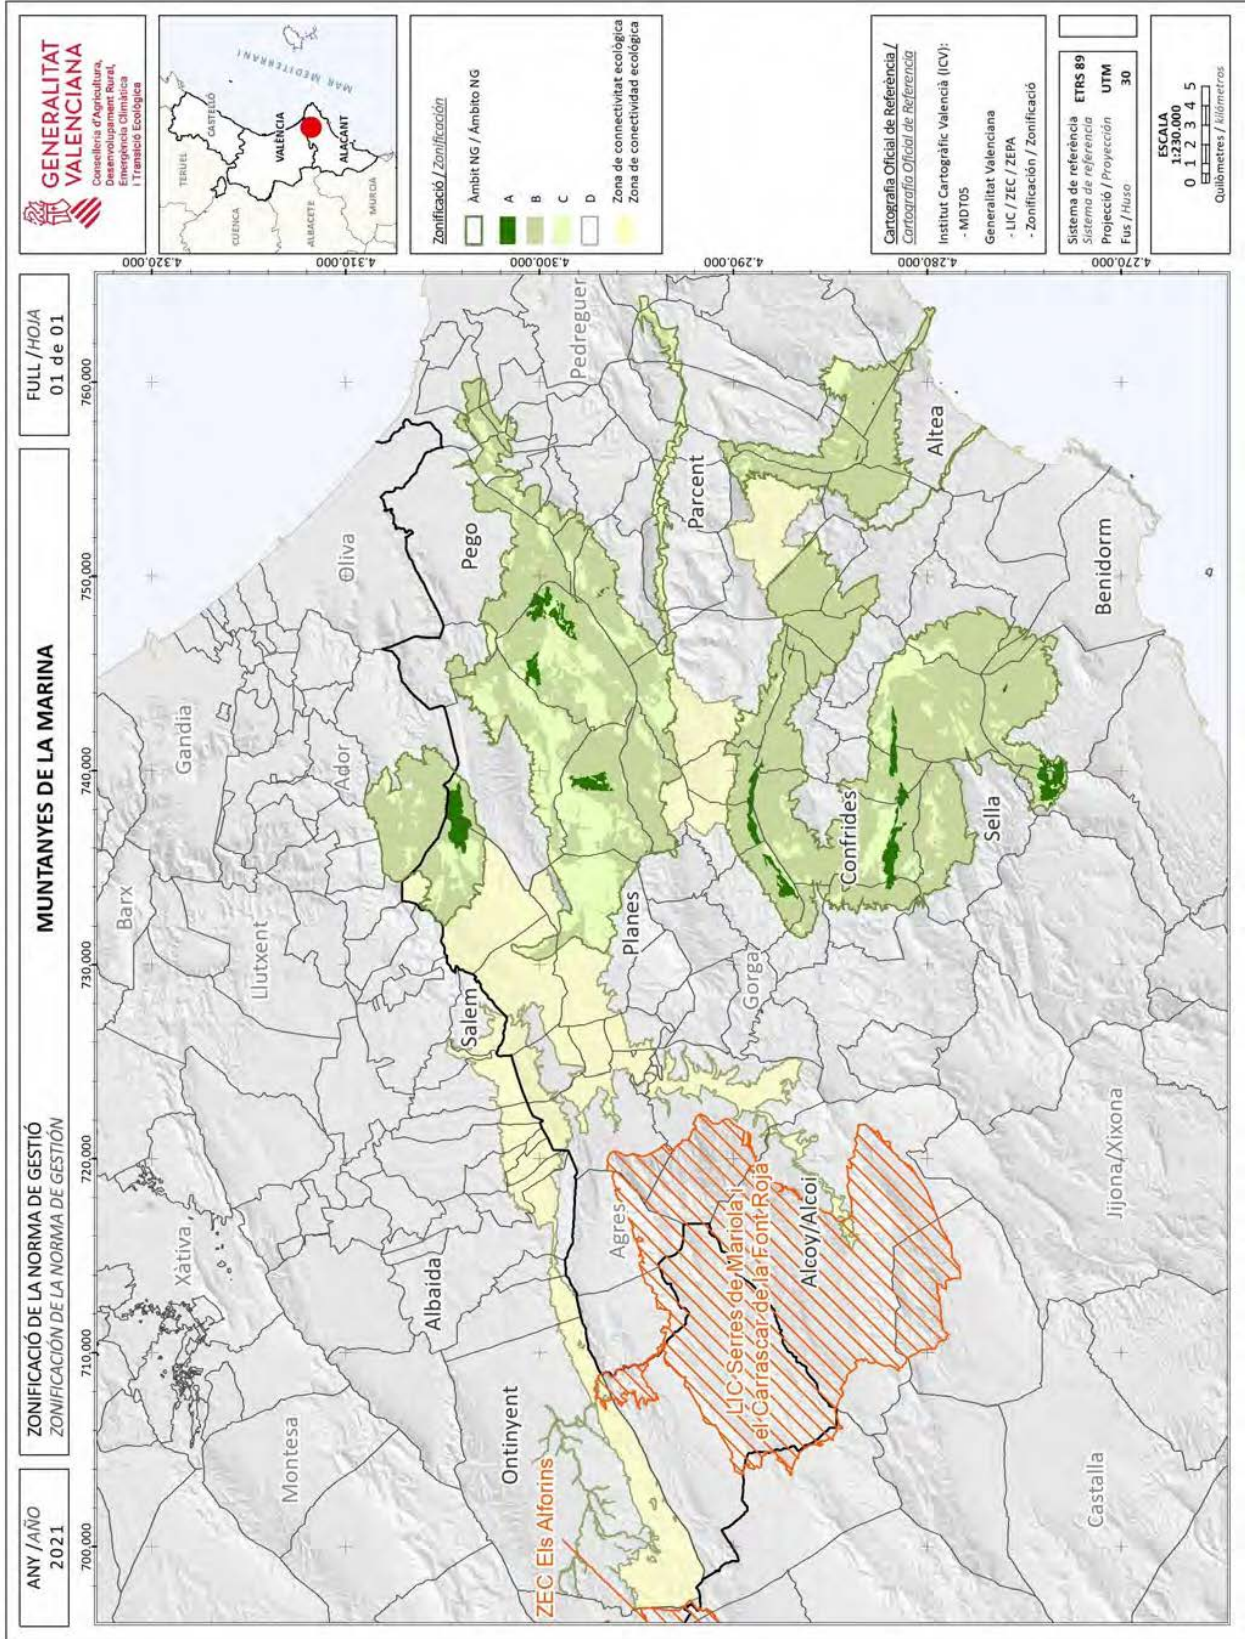 ANY / AÑO
2021
ZONIFICACIÓ DE LA NORMA DE GESTIÓ
ZONIFICACIÓN DE LA NORMA DE GESTIÓN
MUNTANYES DE LA MARINA
FULL / HOJA
01 de 01
GENERALITAT
VALENCIANA
Conselleria d'Agricultura,
Desenvolupament Rural,
Emergència Climàtica
i Transició Ecològica
TERUEL
CASTELLÓ
CUENCA
VALÈNCIA
ALBACETE
ALACANT
MURCIA
MAR MEDITERRANI
Zonificació / Zonificación
Àmbit NG / Ámbito NG
A
B
C
D
Zona de connectivitat ecològica
Zona de conectividad ecológica
Cartografia Oficial de Referència /
Cartografía Oficial de Referencia
Institut Cartogràfic Valencià (ICV):
- MDT05
Generalitat Valenciana
- LIC / ZEC / ZEPA
- Zonificación / Zonificació
Sistema de referència ETRS 89
Sistema de referencia
Projecció / Proyección UTM
Fus / Huso 30
ESCALA
1:230.000
0 1 2 3 4 5
Quilòmetres / kilómetros
700.000
710.000
720.000
730.000
740.000
750.000
760.000
4.320.000
4.310.000
4.300.000
4.290.000
4.280.000
4.270.000
Xàtiva
Barx
Gandia
Llutxent
Montesa
Ador
Oliva
Albaida
Salem
Pego
Ontinyent
ZEC Els Alforins
Agres
Planes
Pedreguer
Parcent
Gorga
LIC Serres de Mariola i
el Carrascar de la Font Roja
Alcoy/Alcoi
Confrides
Altea
Sella
Benidorm
Castalla
Jijona/Xixona